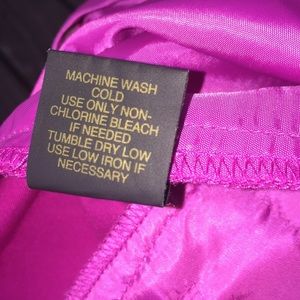 MACHINE WASH
COLD
USE ONLY NON-
CHLORINE BLEACH
IF NEEDED
TUMBLE DRY LOW
USE LOW IRON IF
NECESSARY